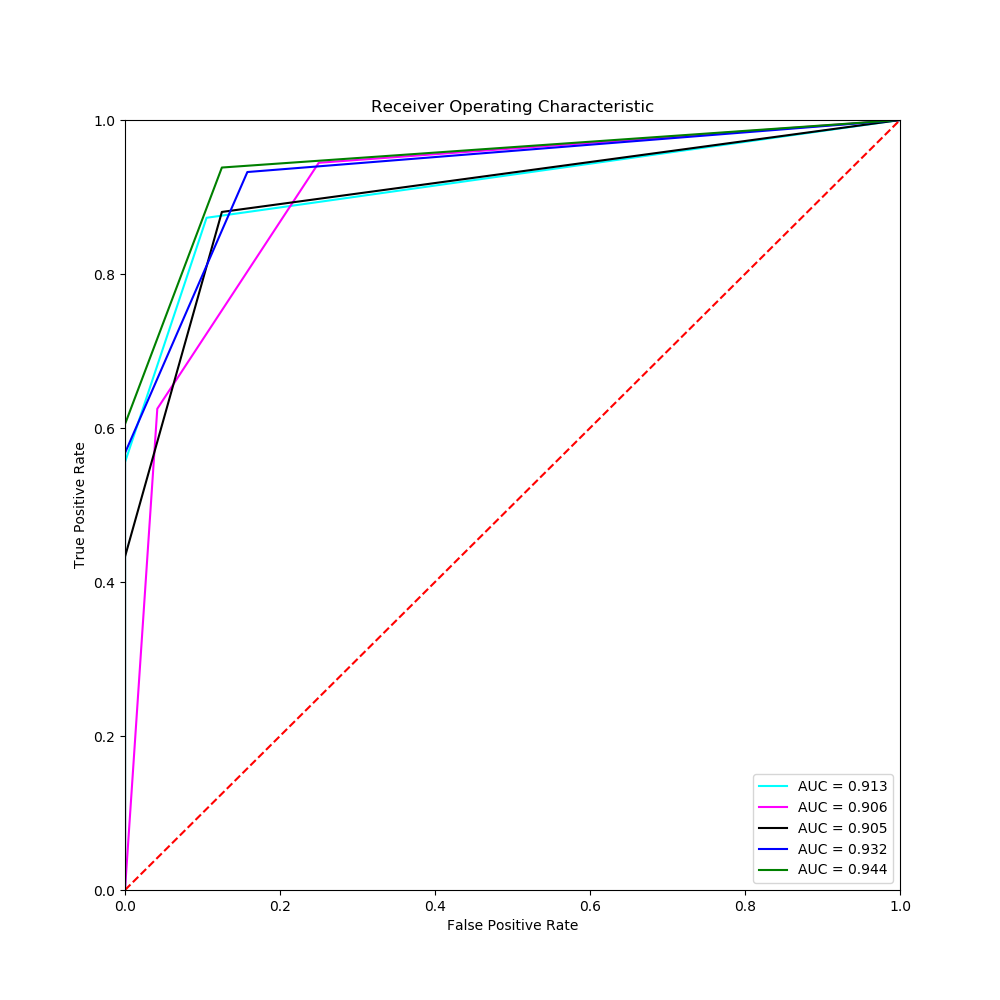 Receiver Operating Characteristic
1.0
0.8
0.6
0.4
0.2
0.0
True Positive Rate
AUC = 0.913
AUC = 0.906
AUC = 0.905
AUC = 0.932
AUC = 0.944
0.0 0.2 0.4 0.6 0.8 1.0
False Positive Rate